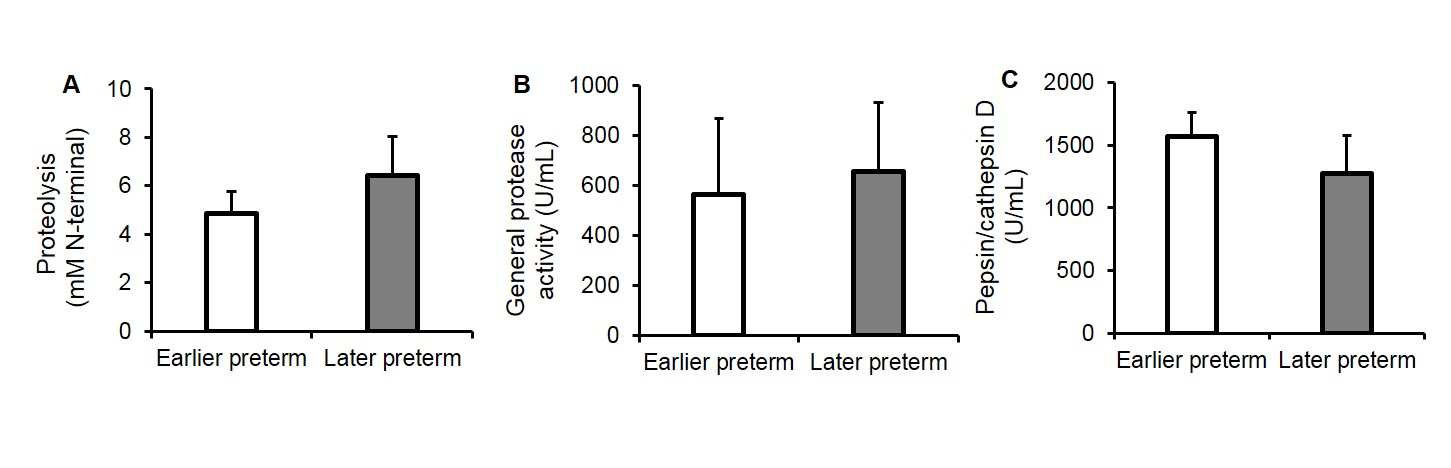 A
Proteolysis
(mM N-terminal)
10
8
6
4
2
0
Earlier preterm
Later preterm
B
General protease
activity (U/mL)
1000
800
600
400
200
0
Earlier preterm
Later preterm
C
Pepsin/cathepsin D
(U/mL)
2000
1500
1000
500
0
Earlier preterm
Later preterm